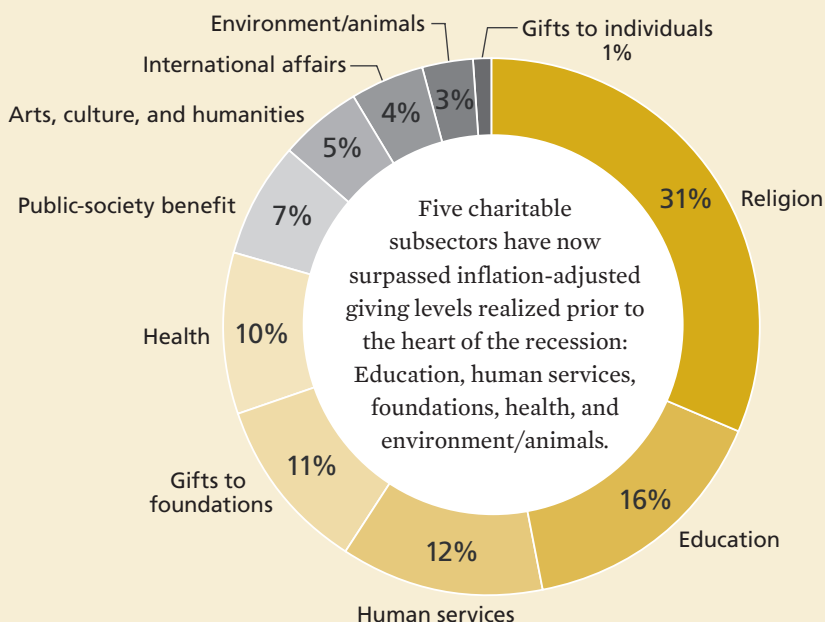 Environment/animals
Gifts to individuals
1%
International affairs
3%
4%
Arts, culture, and humanities
5%
31%
Religion
Public-society benefit
7%
Five charitable
subsectors have now
surpassed inflation-adjusted
giving levels realized prior to
the heart of the recession:
Education, human services,
foundations, health, and
environment/animals.
Health
10%
11%
Gifts to
foundations
16%
Education
12%
Human services